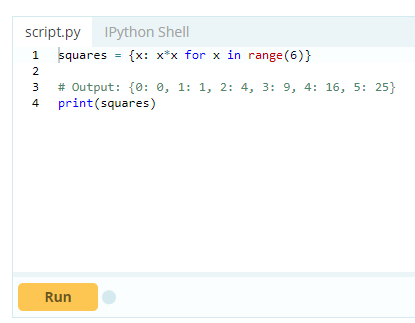 script.py IPython Shell
1 squares = {x: x*x for x in range(6)}
2
3 # Output: {0: 0, 1: 1, 2: 4, 3: 9, 4: 16, 5: 25}
4 print(squares)
Run